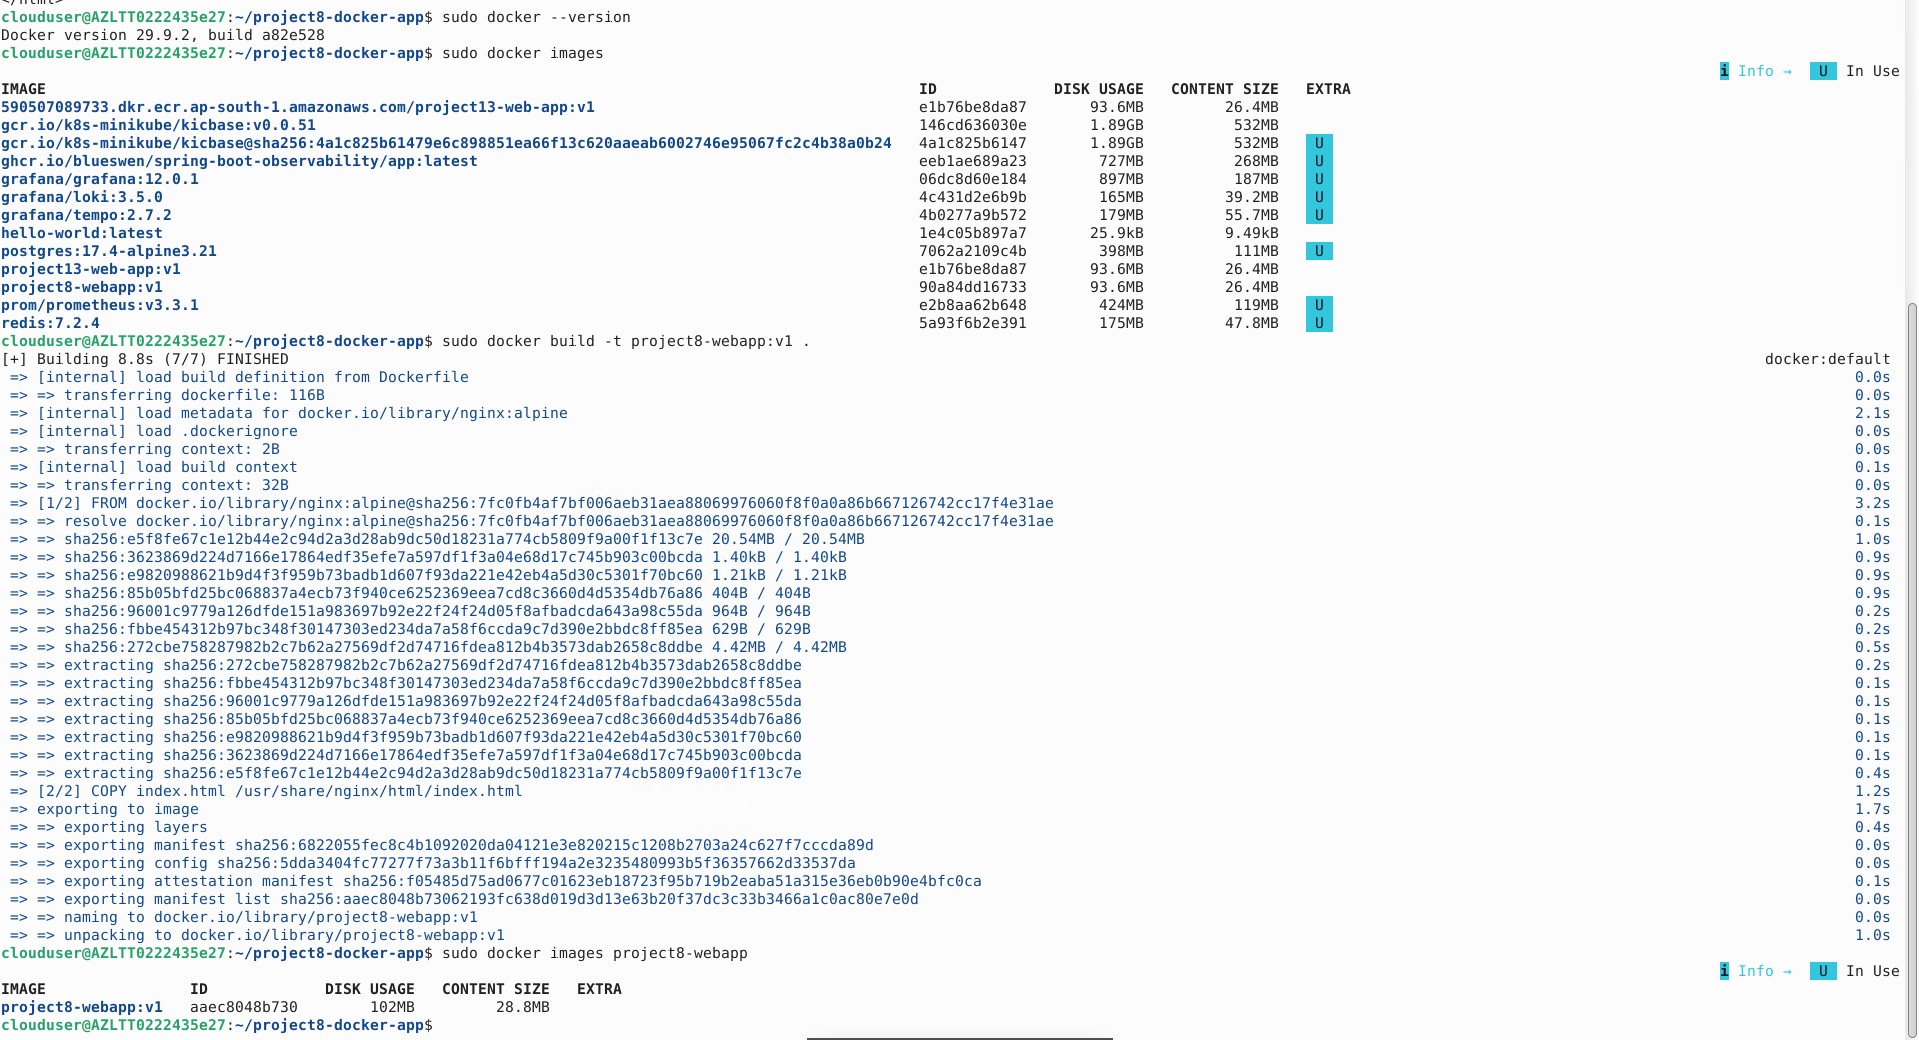 </html>
clouduser@AZLTT0222435e27:~/project8-docker-app$ sudo docker --version
Docker version 29.9.2, build a82e528
clouduser@AZLTT0222435e27:~/project8-docker-app$ sudo docker images
i Info → U In Use
IMAGE ID DISK USAGE CONTENT SIZE EXTRA
590507089733.dkr.ecr.ap-south-1.amazonaws.com/project13-web-app:v1 e1b76be8da87 93.6MB 26.4MB
gcr.io/k8s-minikube/kicbase:v0.0.51 146cd636030e 1.89GB 532MB
gcr.io/k8s-minikube/kicbase@sha256:4a1c825b61479e6c898851ea66f13c620aaeab6002746e95067fc2c4b38a0b24 4a1c825b6147 1.89GB 532MB U
ghcr.io/blueswen/spring-boot-observability/app:latest eeb1ae689a23 727MB 268MB U
grafana/grafana:12.0.1 06dc8d60e184 897MB 187MB U
grafana/loki:3.5.0 4c431d2e6b9b 165MB 39.2MB U
grafana/tempo:2.7.2 4b0277a9b572 179MB 55.7MB U
hello-world:latest 1e4c05b897a7 25.9kB 9.49kB
postgres:17.4-alpine3.21 7062a2109c4b 398MB 111MB U
project13-web-app:v1 e1b76be8da87 93.6MB 26.4MB
project8-webapp:v1 90a84dd16733 93.6MB 26.4MB
prom/prometheus:v3.3.1 e2b8aa62b648 424MB 119MB U
redis:7.2.4 5a93f6b2e391 175MB 47.8MB U
clouduser@AZLTT0222435e27:~/project8-docker-app$ sudo docker build -t project8-webapp:v1 .
[+] Building 8.8s (7/7) FINISHED docker:default
=> [internal] load build definition from Dockerfile 0.0s
=> => transferring dockerfile: 116B 0.0s
=> [internal] load metadata for docker.io/library/nginx:alpine 2.1s
=> [internal] load .dockerignore 0.0s
=> => transferring context: 2B 0.0s
=> [internal] load build context 0.1s
=> => transferring context: 32B 0.0s
=> [1/2] FROM docker.io/library/nginx:alpine@sha256:7fc0fb4af7bf006aeb31aea88069976060f8f0a0a86b667126742cc17f4e31ae 3.2s
=> => resolve docker.io/library/nginx:alpine@sha256:7fc0fb4af7bf006aeb31aea88069976060f8f0a0a86b667126742cc17f4e31ae 0.1s
=> => sha256:e5f8fe67c1e12b44e2c94d2a3d28ab9dc50d18231a774cb5809f9a00f1f13c7e 20.54MB / 20.54MB 1.0s
=> => sha256:3623869d224d7166e17864edf35efe7a597df1f3a04e68d17c745b903c00bcda 1.40kB / 1.40kB 0.9s
=> => sha256:e9820988621b9d4f3f959b73badb1d607f93da221e42eb4a5d30c5301f70bc60 1.21kB / 1.21kB 0.9s
=> => sha256:85b05bfd25bc068837a4ecb73f940ce6252369eea7cd8c3660d4d5354db76a86 404B / 404B 0.9s
=> => sha256:96001c9779a126dfde151a983697b92e22f24f24d05f8afbadcda643a98c55da 964B / 964B 0.2s
=> => sha256:fbbe454312b97bc348f30147303ed234da7a58f6ccda9c7d390e2bbdc8ff85ea 629B / 629B 0.2s
=> => sha256:272cbe758287982b2c7b62a27569df2d74716fdea812b4b3573dab2658c8ddbe 4.42MB / 4.42MB 0.5s
=> => extracting sha256:272cbe758287982b2c7b62a27569df2d74716fdea812b4b3573dab2658c8ddbe 0.2s
=> => extracting sha256:fbbe454312b97bc348f30147303ed234da7a58f6ccda9c7d390e2bbdc8ff85ea 0.1s
=> => extracting sha256:96001c9779a126dfde151a983697b92e22f24f24d05f8afbadcda643a98c55da 0.1s
=> => extracting sha256:85b05bfd25bc068837a4ecb73f940ce6252369eea7cd8c3660d4d5354db76a86 0.1s
=> => extracting sha256:e9820988621b9d4f3f959b73badb1d607f93da221e42eb4a5d30c5301f70bc60 0.1s
=> => extracting sha256:3623869d224d7166e17864edf35efe7a597df1f3a04e68d17c745b903c00bcda 0.1s
=> => extracting sha256:e5f8fe67c1e12b44e2c94d2a3d28ab9dc50d18231a774cb5809f9a00f1f13c7e 0.4s
=> [2/2] COPY index.html /usr/share/nginx/html/index.html 1.2s
=> exporting to image 1.7s
=> => exporting layers 0.4s
=> => exporting manifest sha256:6822055fec8c4b1092020da04121e3e820215c1208b2703a24c627f7cccda89d 0.0s
=> => exporting config sha256:5dda3404fc77277f73a3b11f6bfff194a2e3235480993b5f36357662d33537da 0.0s
=> => exporting attestation manifest sha256:f05485d75ad0677c01623eb18723f95b719b2eaba51a315e36eb0b90e4bfc0ca 0.1s
=> => exporting manifest list sha256:aaec8048b73062193fc638d019d3d13e63b20f37dc3c33b3466a1c0ac80e7e0d 0.0s
=> => naming to docker.io/library/project8-webapp:v1 0.0s
=> => unpacking to docker.io/library/project8-webapp:v1 1.0s
clouduser@AZLTT0222435e27:~/project8-docker-app$ sudo docker images project8-webapp
i Info → U In Use
IMAGE ID DISK USAGE CONTENT SIZE EXTRA
project8-webapp:v1 aaec8048b730 102MB 28.8MB
clouduser@AZLTT0222435e27:~/project8-docker-app$